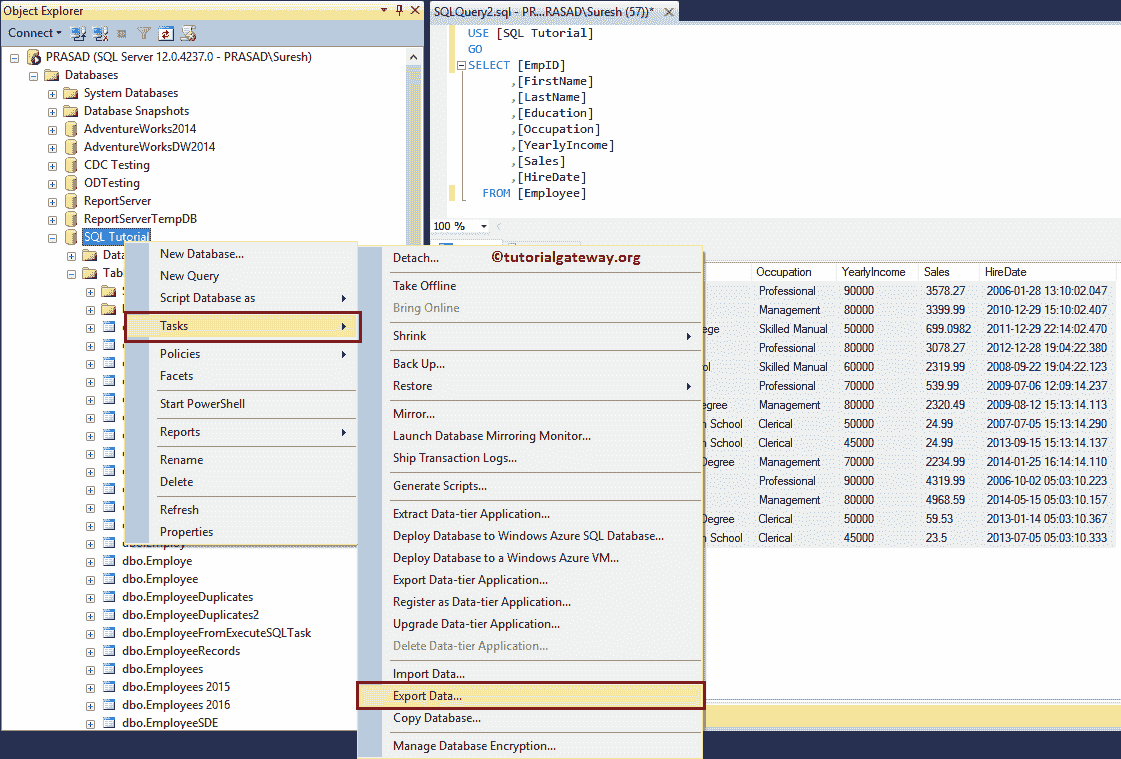 Object Explorer
Connect
PRASAD (SQL Server 12.0.4237.0 - PRASAD\Suresh)
Databases
System Databases
Database Snapshots
AdventureWorks2014
AdventureWorksDW2014
CDC Testing
ODTesting
ReportServer
ReportServerTempDB
SQL Tutorial
dbo.Employe
dbo.Employee
dbo.EmployeeDuplicates
dbo.EmployeeDuplicates2
dbo.EmployeeFromExecuteSQLTask
dbo.EmployeeRecords
dbo.Employees
dbo.Employees 2015
dbo.Employees 2016
dbo.EmployeeSDE
New Database...
New Query
Script Database as
Tasks
Policies
Facets
Start PowerShell
Reports
Rename
Delete
Refresh
Properties
Detach...
©tutorialgateway.org
Take Offline
Bring Online
Shrink
Back Up...
Restore
Mirror...
Launch Database Mirroring Monitor...
Ship Transaction Logs...
Generate Scripts...
Extract Data-tier Application...
Deploy Database to Windows Azure SQL Database...
Deploy Database to a Windows Azure VM...
Export Data-tier Application...
Register as Data-tier Application...
Upgrade Data-tier Application...
Delete Data-tier Application...
Import Data...
Export Data...
Copy Database...
Manage Database Encryption...
SQLQuery2.sql - PR...RASAD\Suresh (57))*
USE [SQL Tutorial]
GO
SELECT [EmpID]
,[FirstName]
,[LastName]
,[Education]
,[Occupation]
,[YearlyIncome]
,[Sales]
,[HireDate]
FROM [Employee]
100 %
Occupation YearlyIncome Sales HireDate
Professional 90000 3578.27 2006-01-28 13:10:02.047
Management 80000 3399.99 2010-12-29 15:10:02.407
Skilled Manual 50000 699.0982 2011-12-29 22:14:02.470
Professional 80000 3078.27 2012-12-28 19:04:22.380
Skilled Manual 60000 2319.99 2008-09-22 19:04:22.123
Professional 70000 539.99 2009-07-06 12:09:14.237
Management 80000 2320.49 2009-08-12 15:13:14.113
School Clerical 50000 24.99 2007-07-05 15:13:14.290
School Clerical 45000 24.99 2013-09-15 15:13:14.137
Degree Management 70000 2234.99 2014-01-25 16:14:14.110
Professional 90000 4319.99 2006-10-02 05:03:10.223
Management 80000 4968.59 2014-05-15 05:03:10.157
Degree Clerical 50000 59.53 2013-01-14 05:03:10.367
School Clerical 45000 23.5 2013-07-05 05:03:10.333